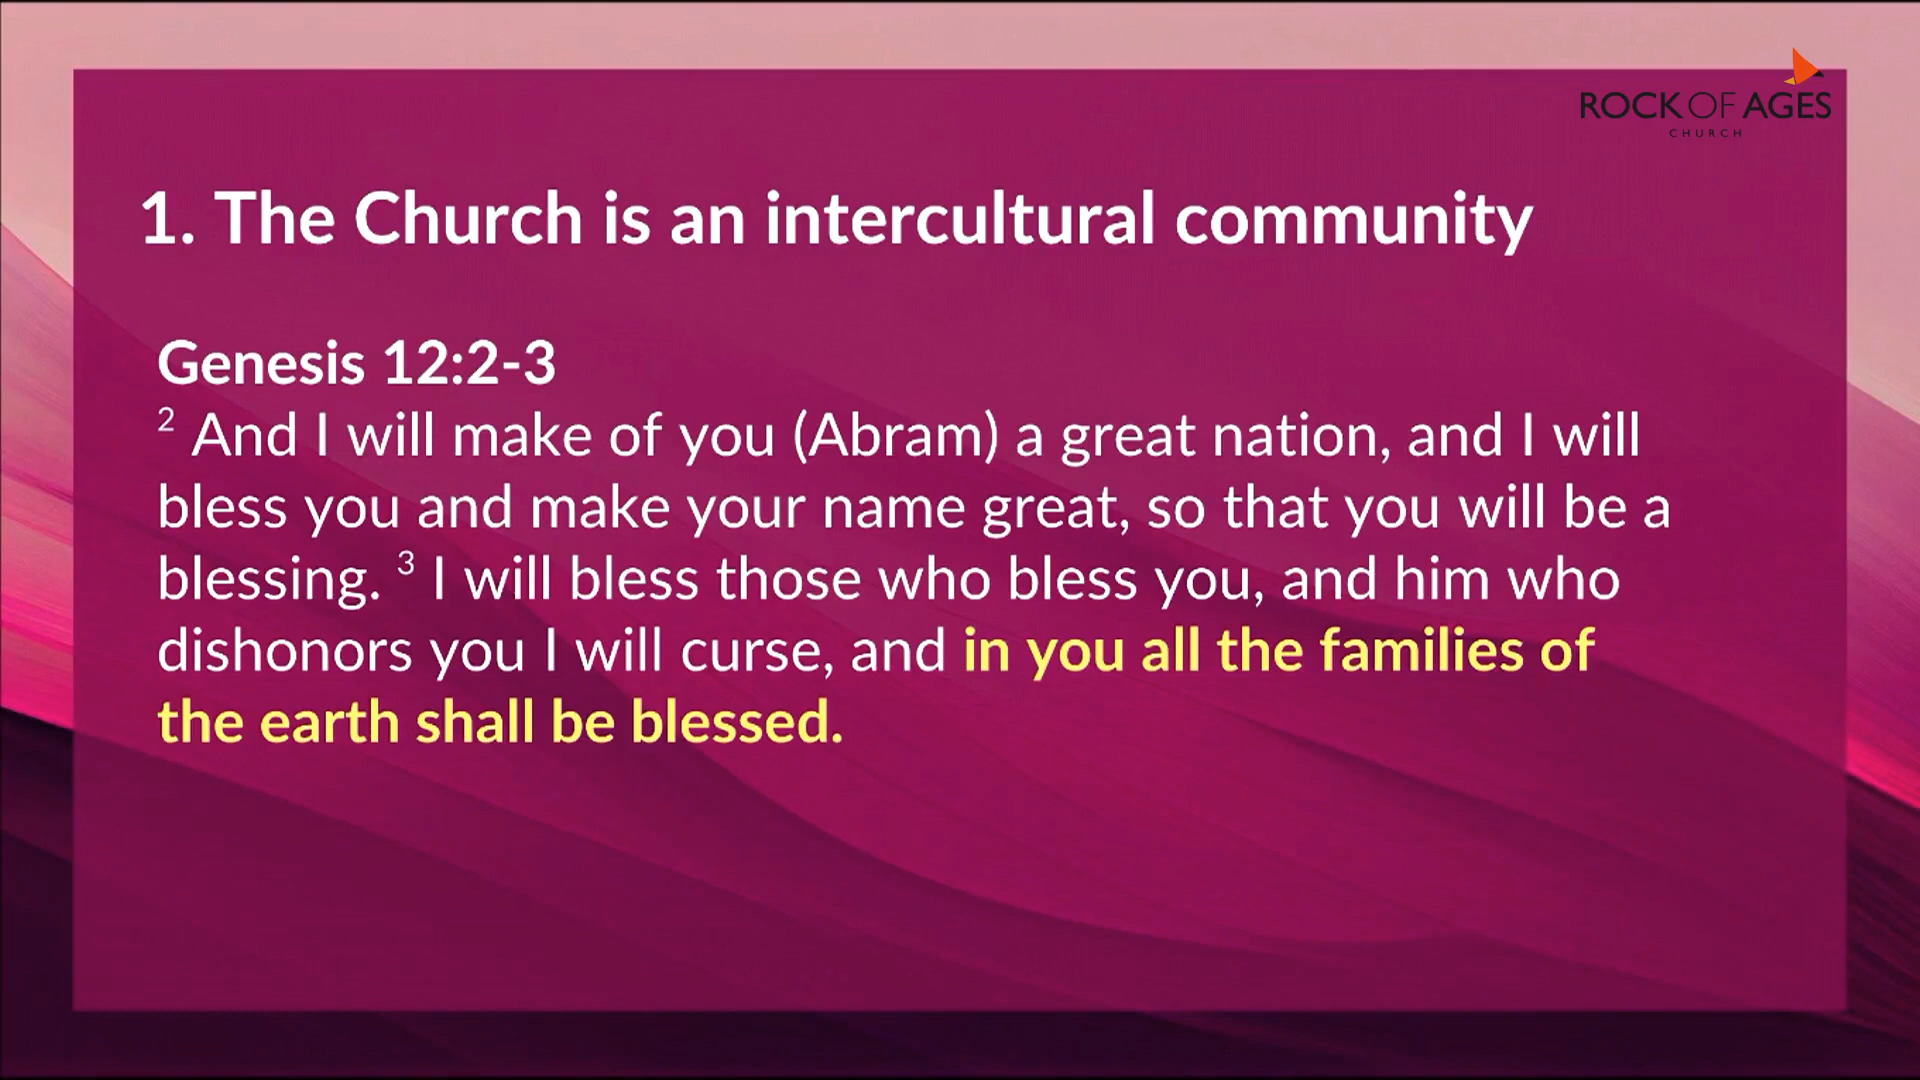 ROCK OF AGES
CHURCH
1. The Church is an intercultural community
Genesis 12:2-3
2 And I will make of you (Abram) a great nation, and I will
bless you and make your name great, so that you will be a
blessing. 3 I will bless those who bless you, and him who
dishonors you I will curse, and in you all the families of
the earth shall be blessed.